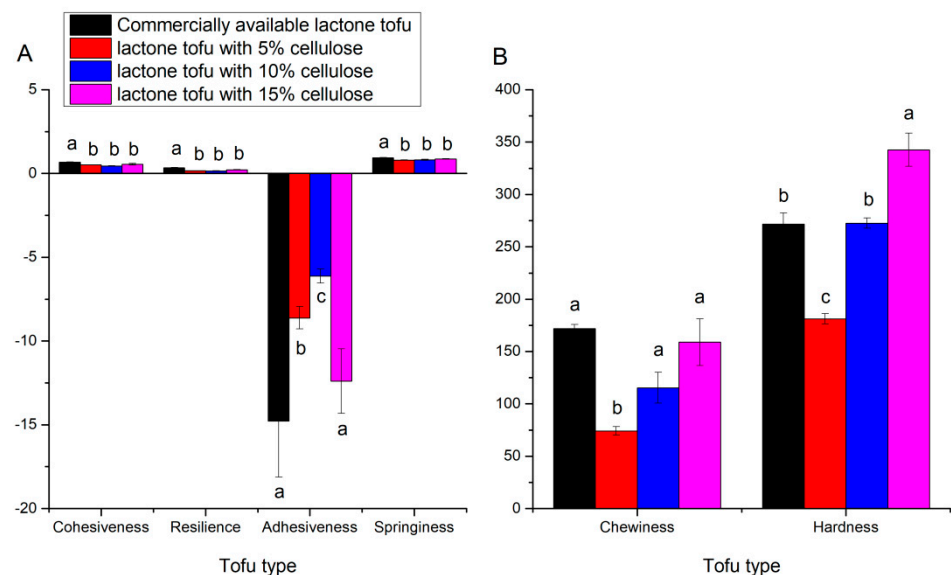 A
Commercially available lactone tofu
lactone tofu with 5% cellulose
lactone tofu with 10% cellulose
lactone tofu with 15% cellulose
5
0
-5
-10
-15
-20
a b b b
a b b b
a b c a
a b b b
Cohesiveness Resilience Adhesiveness Springiness
Tofu type
B
400
350
300
250
200
150
100
50
0
a b a a
b c b a
Chewiness Hardness
Tofu type